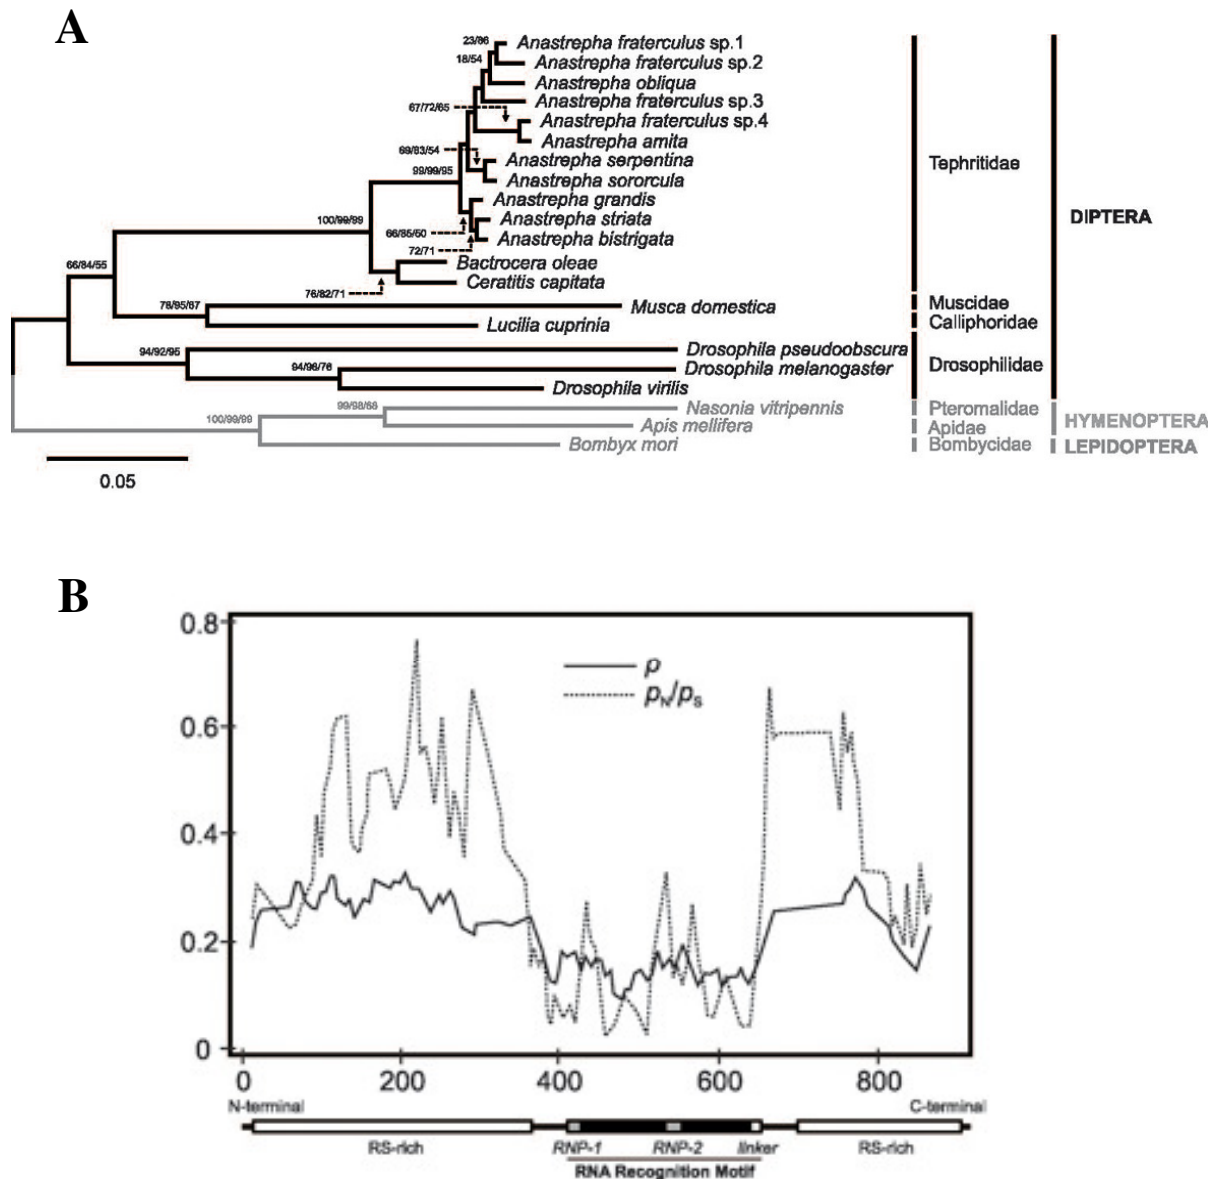 A
23/86
Anastrepha fraterculus sp.1
18/54
Anastrepha fraterculus sp.2
Anastrepha obliqua
Anastrepha fraterculus sp.3
67/72/65
Anastrepha fraterculus sp.4
Anastrepha amita
69/83/54
Anastrepha serpentina
99/99/95
Anastrepha sororcula
Anastrepha grandis
Anastrepha striata
66/85/60
Anastrepha bistrigata
72/71
100/99/99
Bactrocera oleae
Ceratitis capitata
76/82/71
66/84/55
Musca domestica
78/95/87
Lucilia cuprinia
94/92/95
Drosophila pseudoobscura
94/96/76
Drosophila melanogaster
Drosophila virilis
99/98/68
Nasonia vitripennis
100/99/99
Apis mellifera
Bombyx mori
Tephritidae
Muscidae
Calliphoridae
Drosophilidae
Pteromalidae
Apidae
Bombycidae
DIPTERA
HYMENOPTERA
LEPIDOPTERA
0.05
B
0.8
0.6
0.4
0.2
0
p
pN/pS
0 200 400 600 800
N-terminal C-terminal
RS-rich RNP-1 RNP-2 linker RS-rich
RNA Recognition Motif